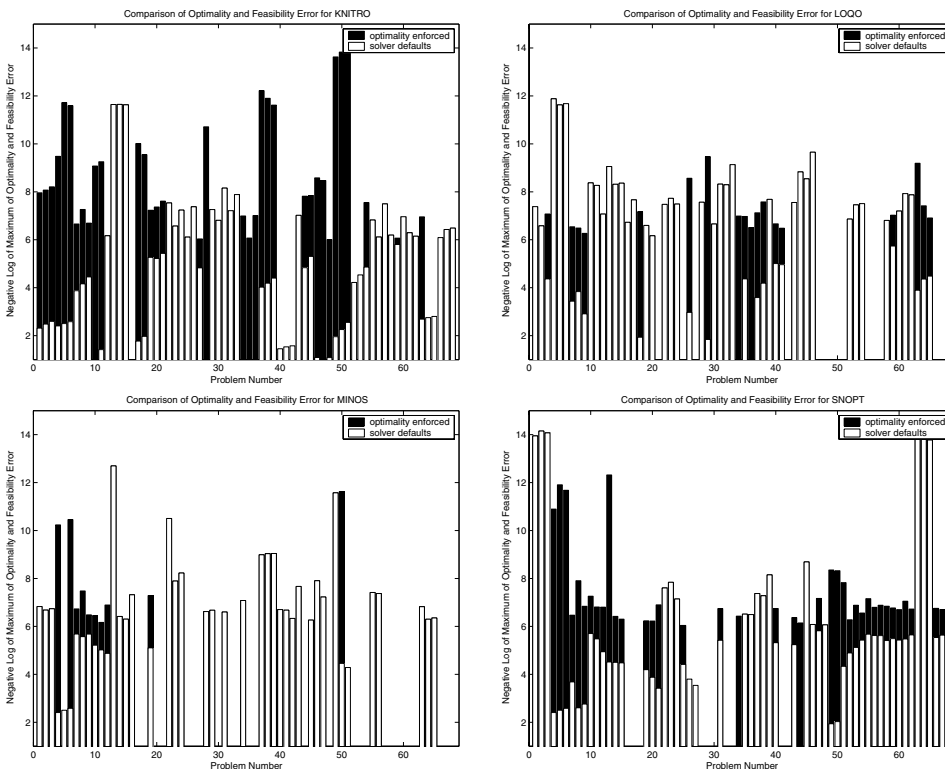 Comparison of Optimality and Feasibility Error for KNITRO
Negative Log of Maximum of Optimality and Feasibility Error
14
12
10
8
6
4
2
optimality enforced
solver defaults
0 10 20 30 40 50 60
Problem Number
Comparison of Optimality and Feasibility Error for LOQO
Negative Log of Maximum of Optimality and Feasibility Error
14
12
10
8
6
4
2
optimality enforced
solver defaults
0 10 20 30 40 50 60
Problem Number
Comparison of Optimality and Feasibility Error for MINOS
Negative Log of Maximum of Optimality and Feasibility Error
14
12
10
8
6
4
2
optimality enforced
solver defaults
0 10 20 30 40 50 60
Problem Number
Comparison of Optimality and Feasibility Error for SNOPT
Negative Log of Maximum of Optimality and Feasibility Error
14
12
10
8
6
4
2
optimality enforced
solver defaults
0 10 20 30 40 50 60
Problem Number